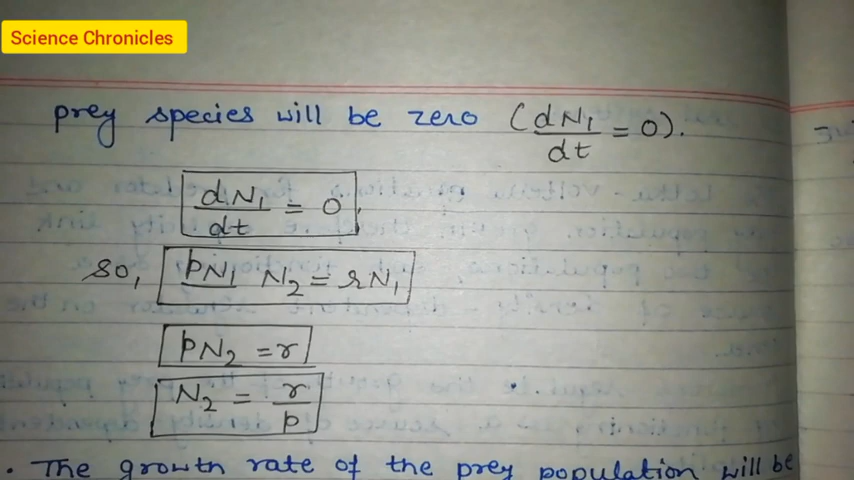 Science Chronicles
prey species will be zero (dN₁/dt = 0).
dN₁/dt = 0,
so, pN₁ N₂ = rN₁
pN₂ = r
N₂ = r/p
• The growth rate of the prey population will be